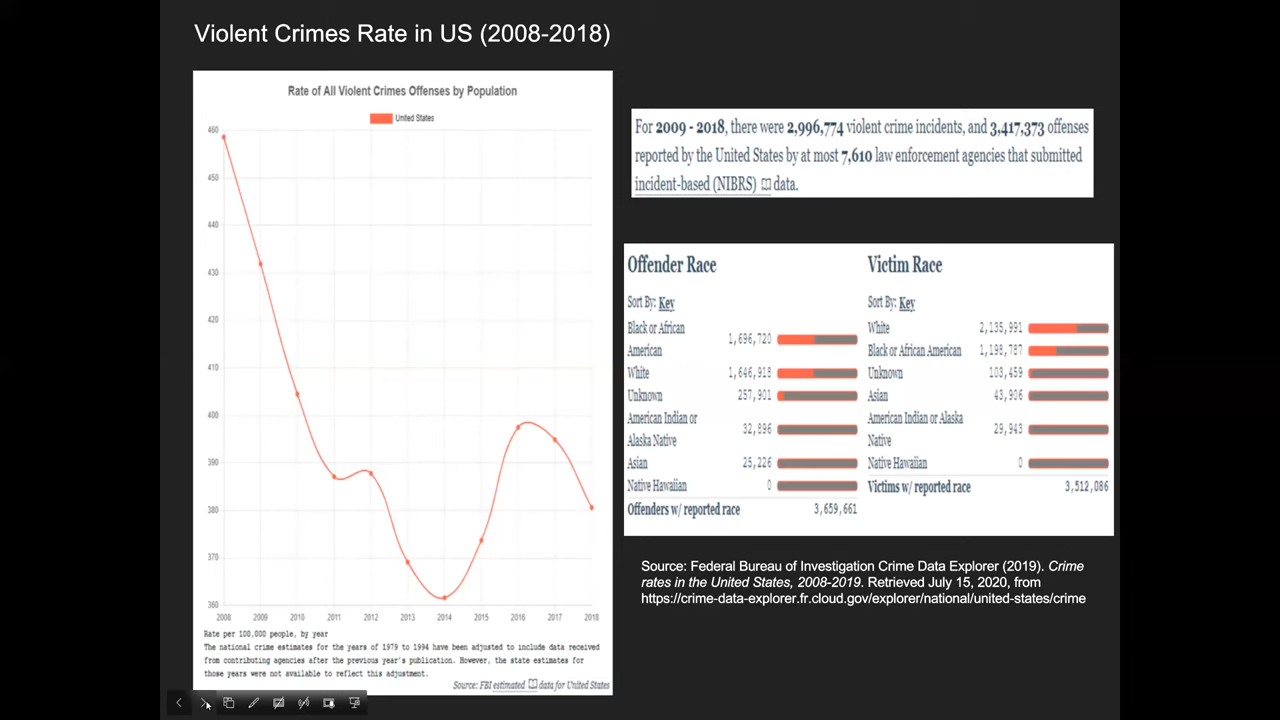 Violent Crimes Rate in US (2008-2018)
Rate of All Violent Crimes Offenses by Population
United States
460
450
440
430
420
410
400
390
380
370
360
2008 2009 2010 2011 2012 2013 2014 2015 2016 2017 2018
Rate per 100,000 people, by year
The national crime estimates for the years of 1979 to 1994 have been adjusted to include data received
from contributing agencies after the previous year's publication. However, the state estimates for
those years were not available to reflect this adjustment.
Source: FBI estimated data for United States
For 2009 - 2018, there were 2,996,774 violent crime incidents, and 3,417,373 offenses
reported by the United States by at most 7,610 law enforcement agencies that submitted
incident-based (NIBRS) data.
Offender Race
Sort By: Key
Black or African
American 1,696,720
White 1,646,918
Unknown 257,901
American Indian or
Alaska Native 32,896
Asian 25,226
Native Hawaiian 0
Offenders w/ reported race 3,659,661
Victim Race
Sort By: Key
White 2,135,991
Black or African American 1,198,787
Unknown 103,459
Asian 43,906
American Indian or Alaska
Native 29,943
Native Hawaiian 0
Victims w/ reported race 3,512,086
Source: Federal Bureau of Investigation Crime Data Explorer (2019). Crime
rates in the United States, 2008-2019. Retrieved July 15, 2020, from
https://crime-data-explorer.fr.cloud.gov/explorer/national/united-states/crime